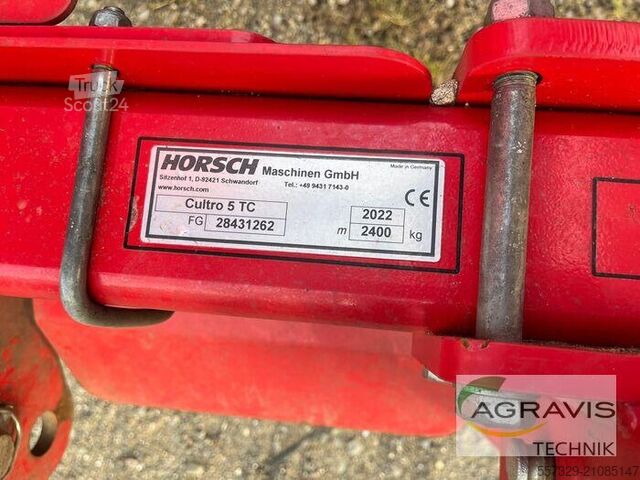 Truck
Scout24
HORSCH Maschinen GmbH
Made in Germany
Sitzenhof 1, D-92421 Schwandorf
Tel.: +49 9431 7143-0
www.horsch.com
CE
Cultro 5 TC
2022
FG 28431262
m 2400 kg
AGRAVIS
TECHNIK
557329-21085147